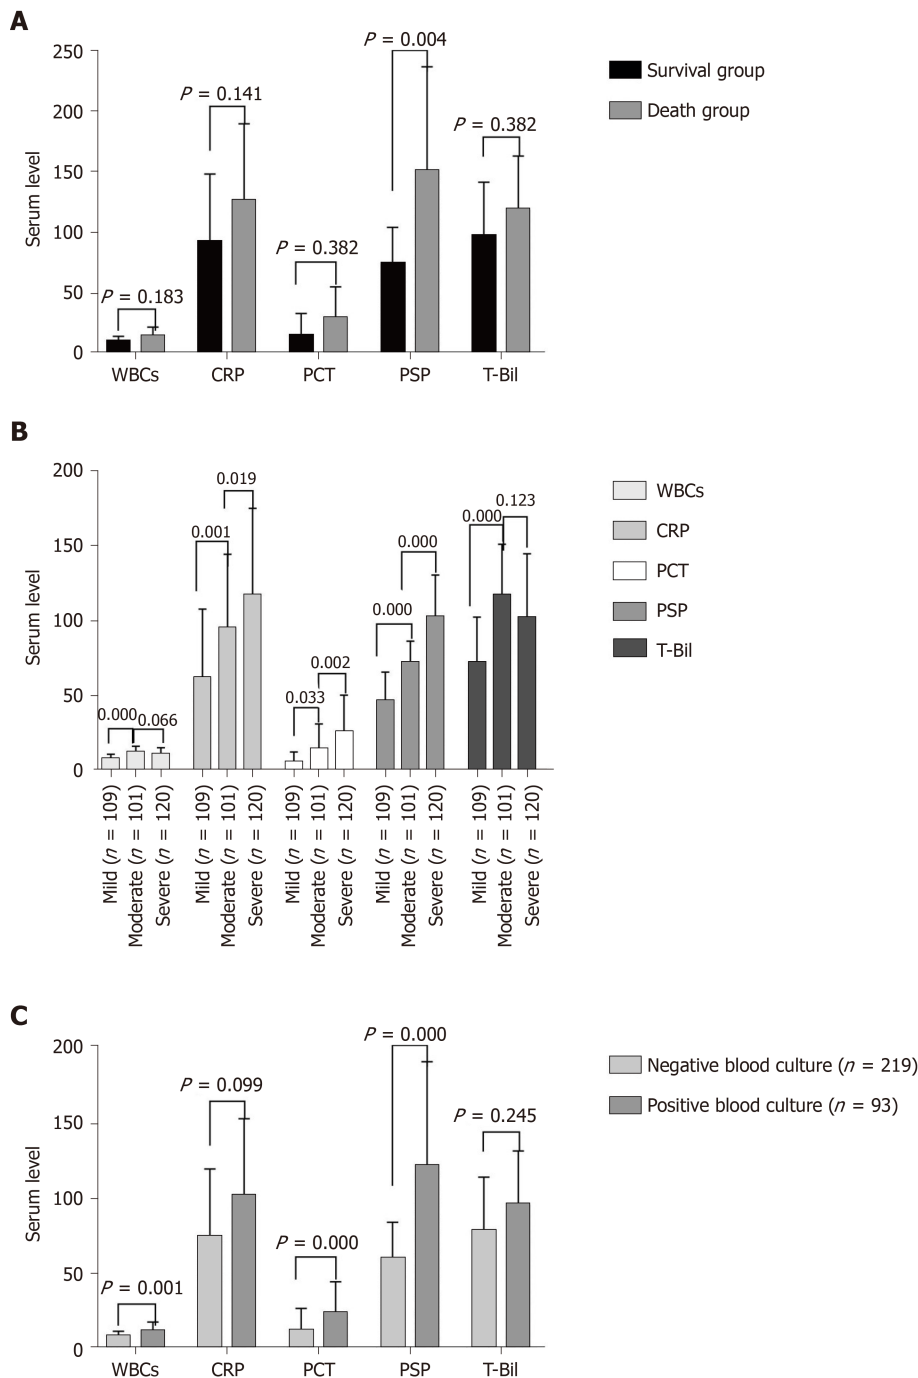 A
Survival group
Death group
Serum level
250
200
150
100
50
0
P = 0.183
P = 0.141
P = 0.382
P = 0.004
P = 0.382
WBCs
CRP
PCT
PSP
T-Bil
B
WBCs
CRP
PCT
PSP
T-Bil
Serum level
200
150
100
50
0
0.000
0.066
0.001
0.019
0.033
0.002
0.000
0.000
0.000
0.123
Mild (n = 109)
Moderate (n = 101)
Severe (n = 120)
Mild (n = 109)
Moderate (n = 101)
Severe (n = 120)
Mild (n = 109)
Moderate (n = 101)
Severe (n = 120)
Mild (n = 109)
Moderate (n = 101)
Severe (n = 120)
Mild (n = 109)
Moderate (n = 101)
Severe (n = 120)
C
Negative blood culture (n = 219)
Positive blood culture (n = 93)
Serum level
200
150
100
50
0
P = 0.001
P = 0.099
P = 0.000
P = 0.000
P = 0.245
WBCs
CRP
PCT
PSP
T-Bil